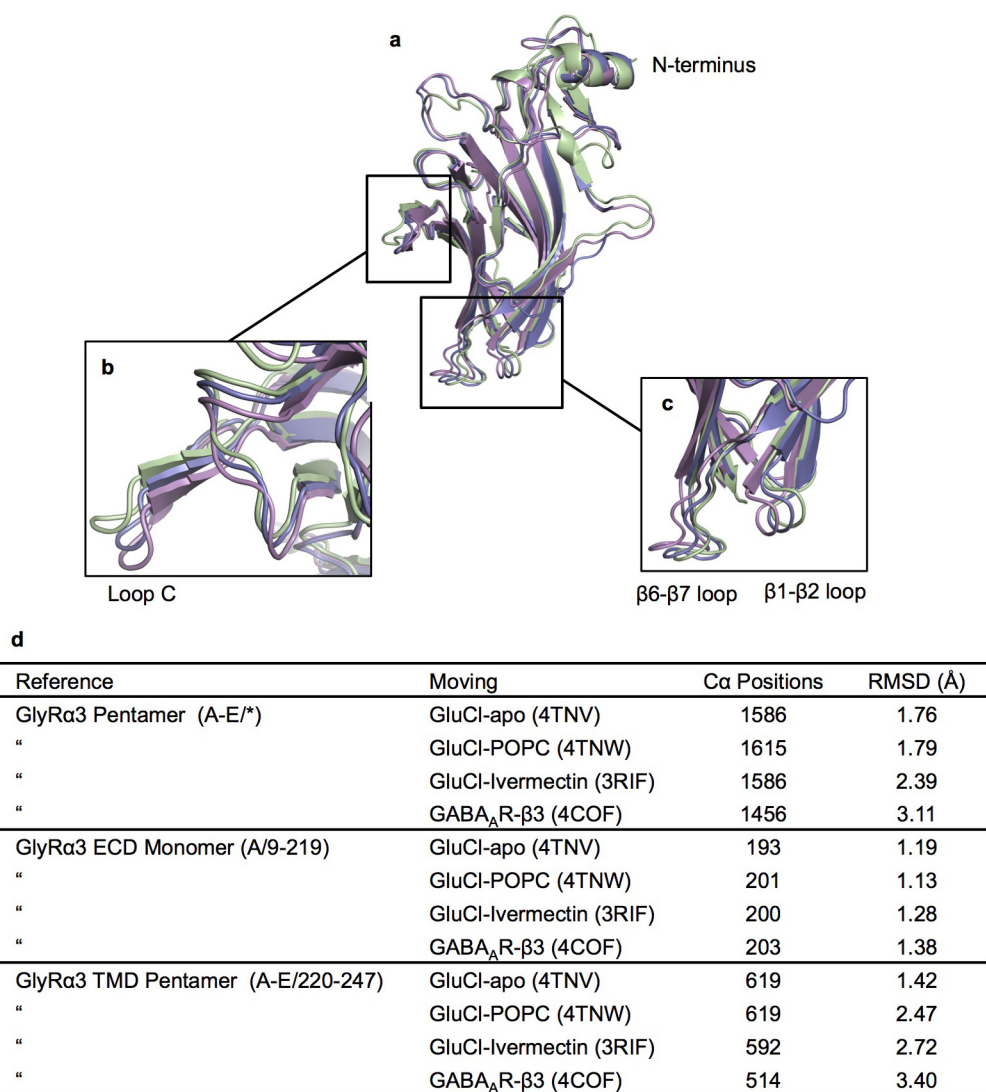 a
N-terminus
b
c
Loop C
β6-β7 loop β1-β2 loop
d
Reference Moving Cα Positions RMSD (Å)
GlyRα3 Pentamer (A-E/*) GluCl-apo (4TNV) 1586 1.76
“ GluCl-POPC (4TNW) 1615 1.79
“ GluCl-Ivermectin (3RIF) 1586 2.39
“ GABAAR-β3 (4COF) 1456 3.11
GlyRα3 ECD Monomer (A/9-219) GluCl-apo (4TNV) 193 1.19
“ GluCl-POPC (4TNW) 201 1.13
“ GluCl-Ivermectin (3RIF) 200 1.28
“ GABAAR-β3 (4COF) 203 1.38
GlyRα3 TMD Pentamer (A-E/220-247) GluCl-apo (4TNV) 619 1.42
“ GluCl-POPC (4TNW) 619 2.47
“ GluCl-Ivermectin (3RIF) 592 2.72
“ GABAAR-β3 (4COF) 514 3.40